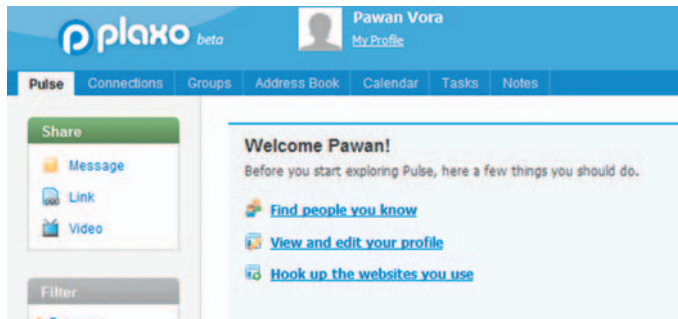 plaxo beta
Pawan Vora
My Profile
Pulse Connections Groups Address Book Calendar Tasks Notes
Share
Message
Link
Video
Filter
Welcome Pawan!
Before you start exploring Pulse, here a few things you should do.
Find people you know
View and edit your profile
Hook up the websites you use